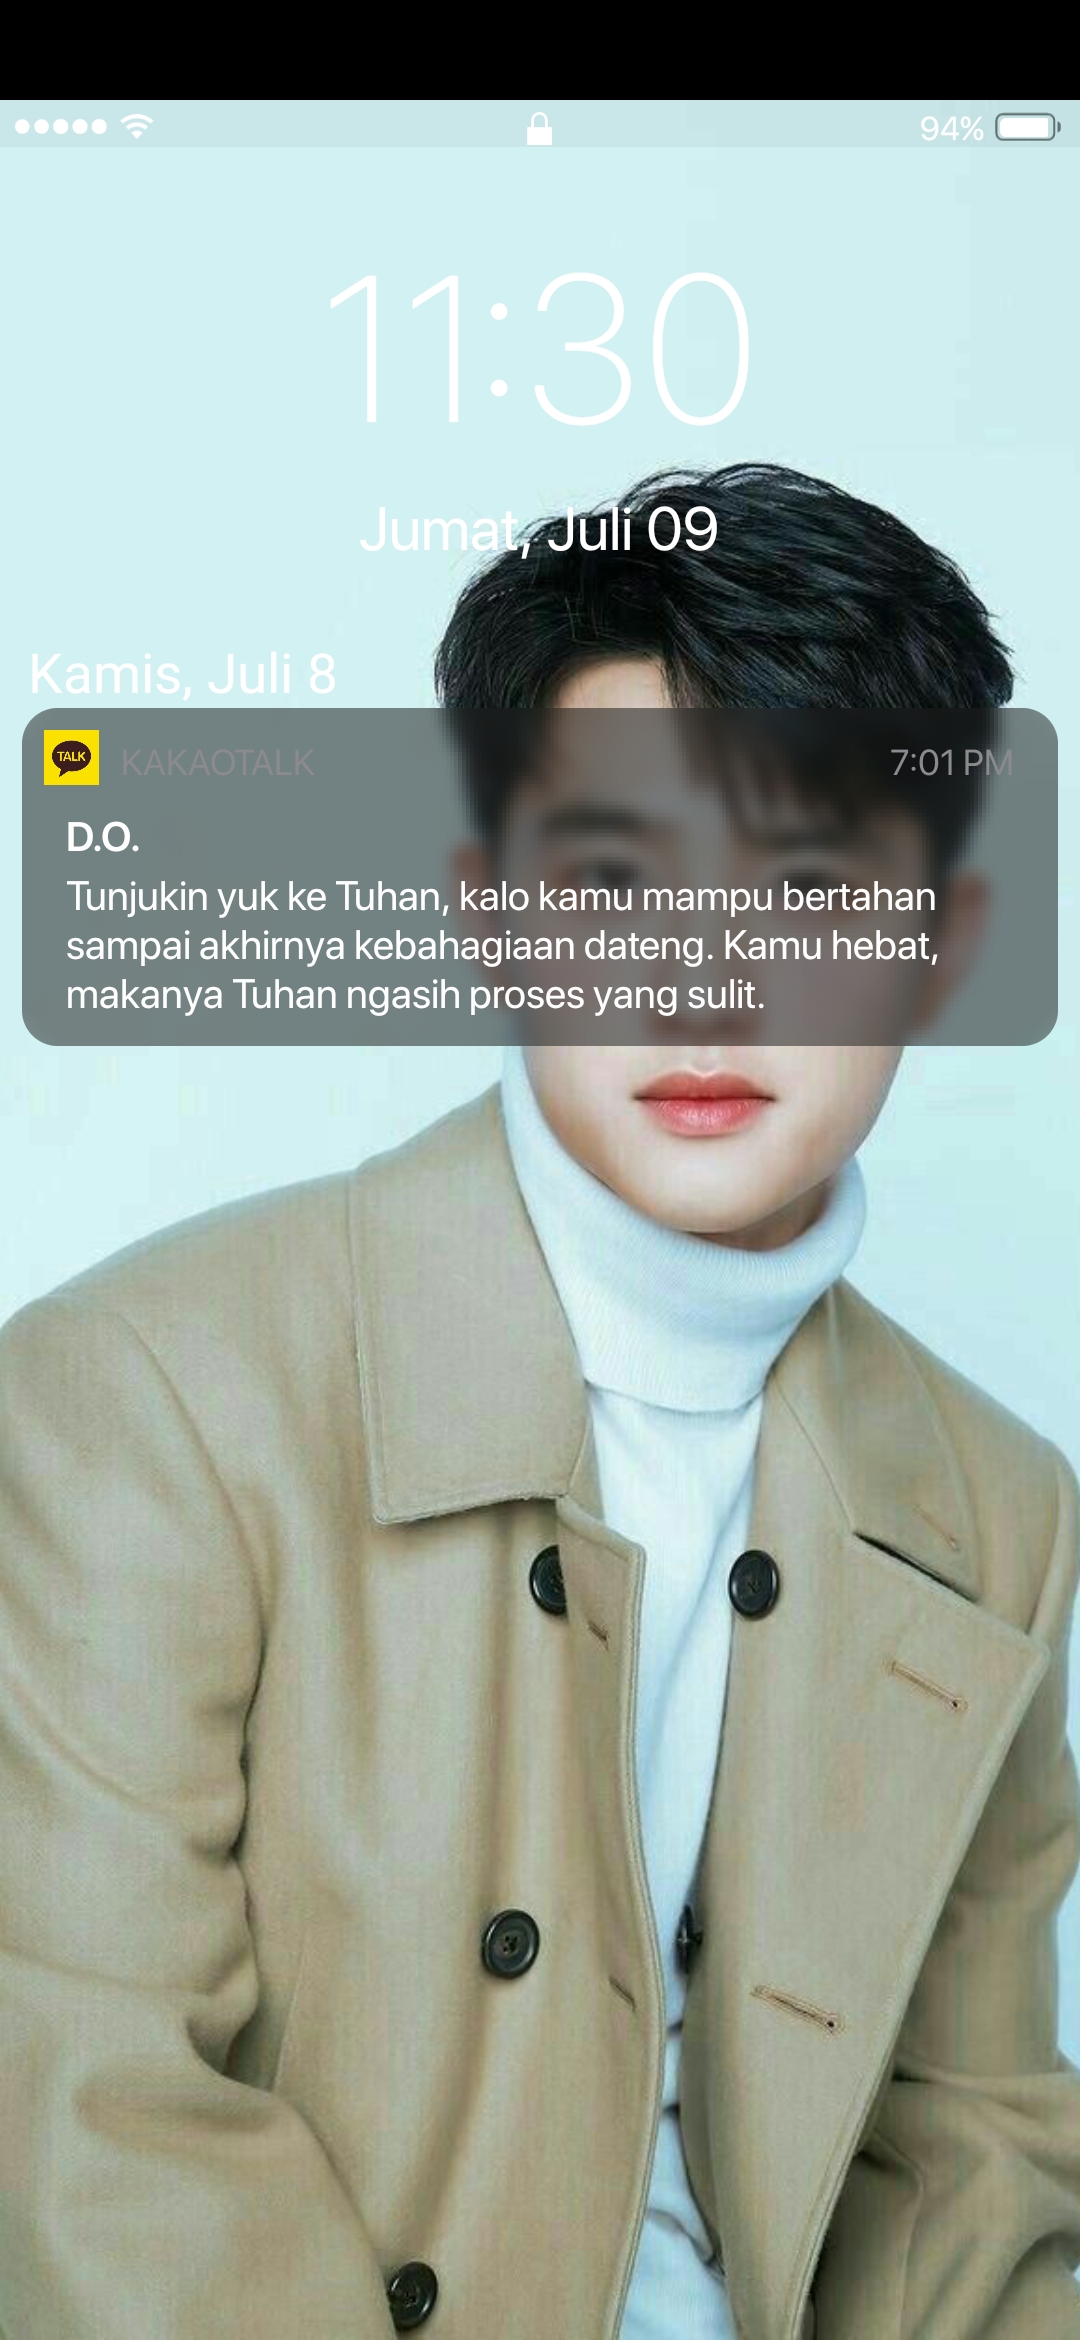 94%
11:30
Jumat, Juli 09
Kamis, Juli 8
TALK KAKAOTALK 7:01 PM
D.O.
Tunjukin yuk ke Tuhan, kalo kamu mampu bertahan
sampai akhirnya kebahagiaan dateng. Kamu hebat,
makanya Tuhan ngasih proses yang sulit.